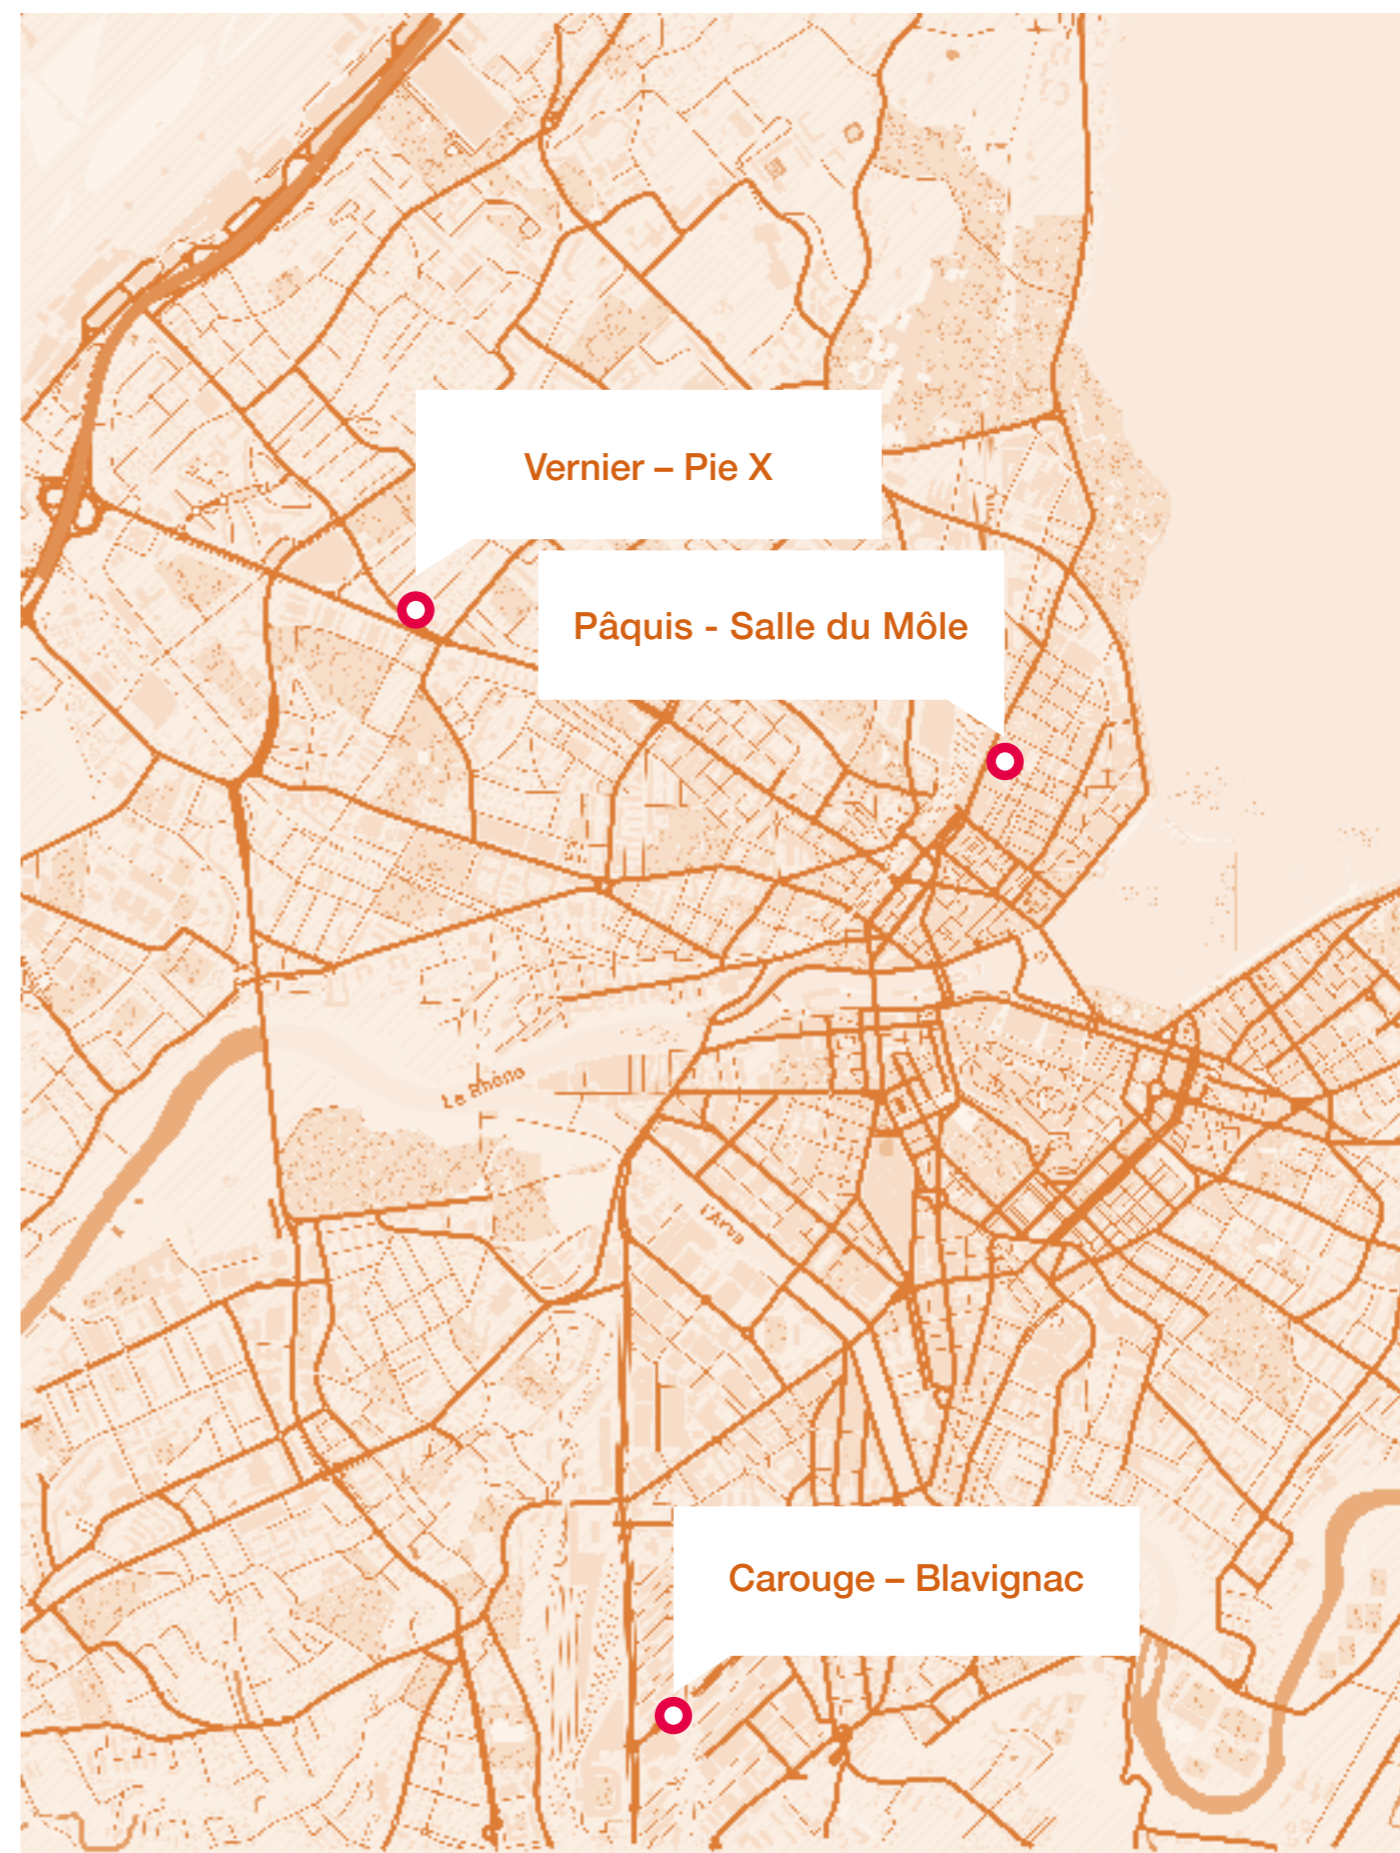 Vernier – Pie X
Pâquis - Salle du Môle
Le Rhône
l'Arve
Carouge – Blavignac